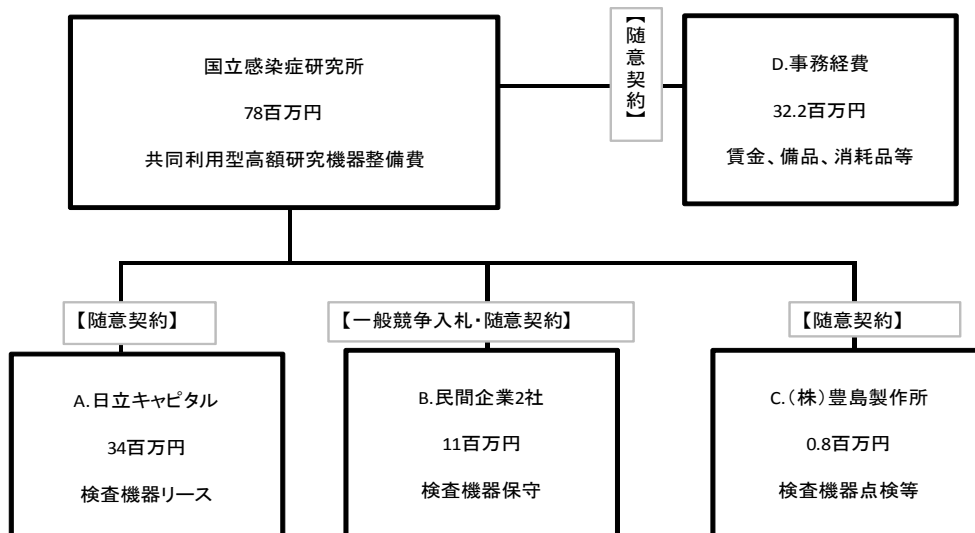 国立感染症研究所
78百万円
共同利用型高額研究機器整備費
【随意契約】
D.事務経費
32.2百万円
賃金、備品、消耗品等
【随意契約】
【一般競争入札・随意契約】
【随意契約】
A.日立キャピタル
34百万円
検査機器リース
B.民間企業2社
11百万円
検査機器保守
C.（株）豊島製作所
0.8百万円
検査機器点検等